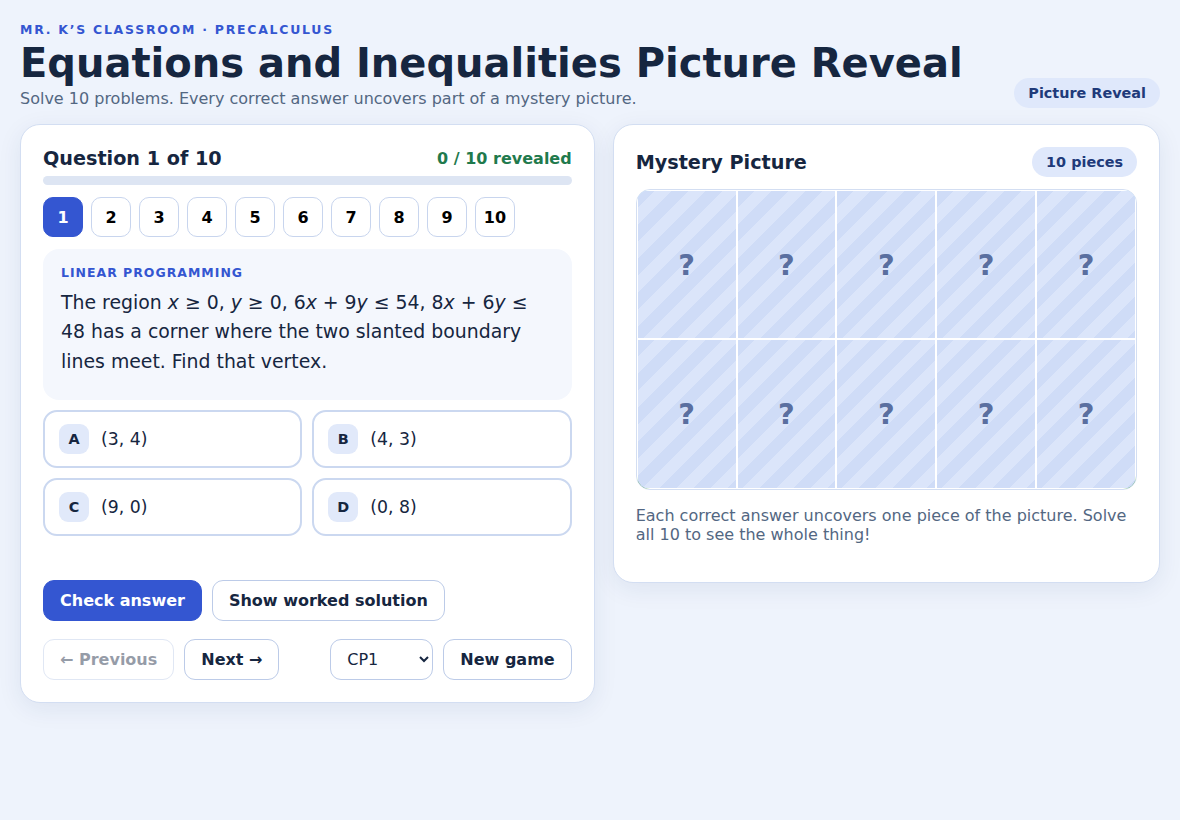 MR. K’S CLASSROOM · PRECALCULUS
Equations and Inequalities Picture Reveal
Solve 10 problems. Every correct answer uncovers part of a mystery picture.
Picture Reveal
Question 1 of 10
0 / 10 revealed
1 2 3 4 5 6 7 8 9 10
LINEAR PROGRAMMING
The region x ≥ 0, y ≥ 0, 6x + 9y ≤ 54, 8x + 6y ≤
48 has a corner where the two slanted boundary
lines meet. Find that vertex.
A (3, 4)
B (4, 3)
C (9, 0)
D (0, 8)
Check answer
Show worked solution
← Previous
Next →
CP1
New game
Mystery Picture
10 pieces
? ? ? ? ?
? ? ? ? ?
Each correct answer uncovers one piece of the picture. Solve
all 10 to see the whole thing!